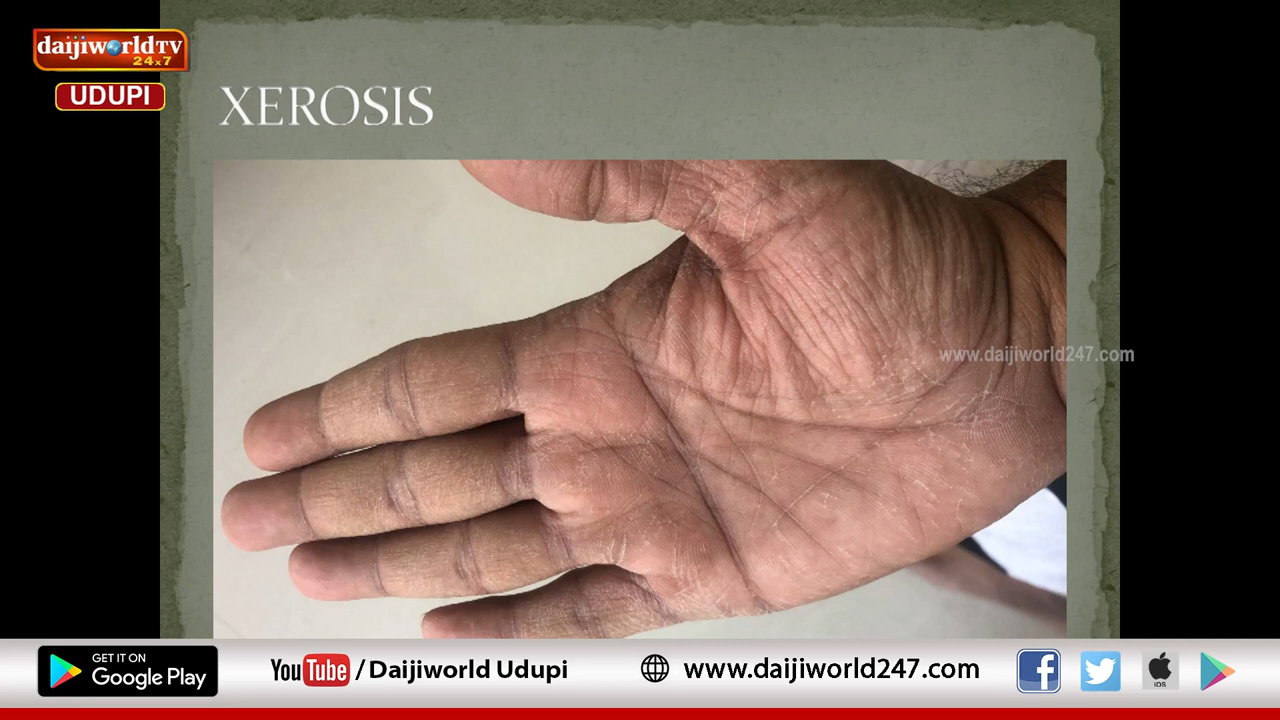 daijiworldTV
24x7
UDUPI
XEROSIS
www.daijiworld247.com
GET IT ON
Google Play
YouTube / Daijiworld Udupi
www.daijiworld247.com
f
iOS